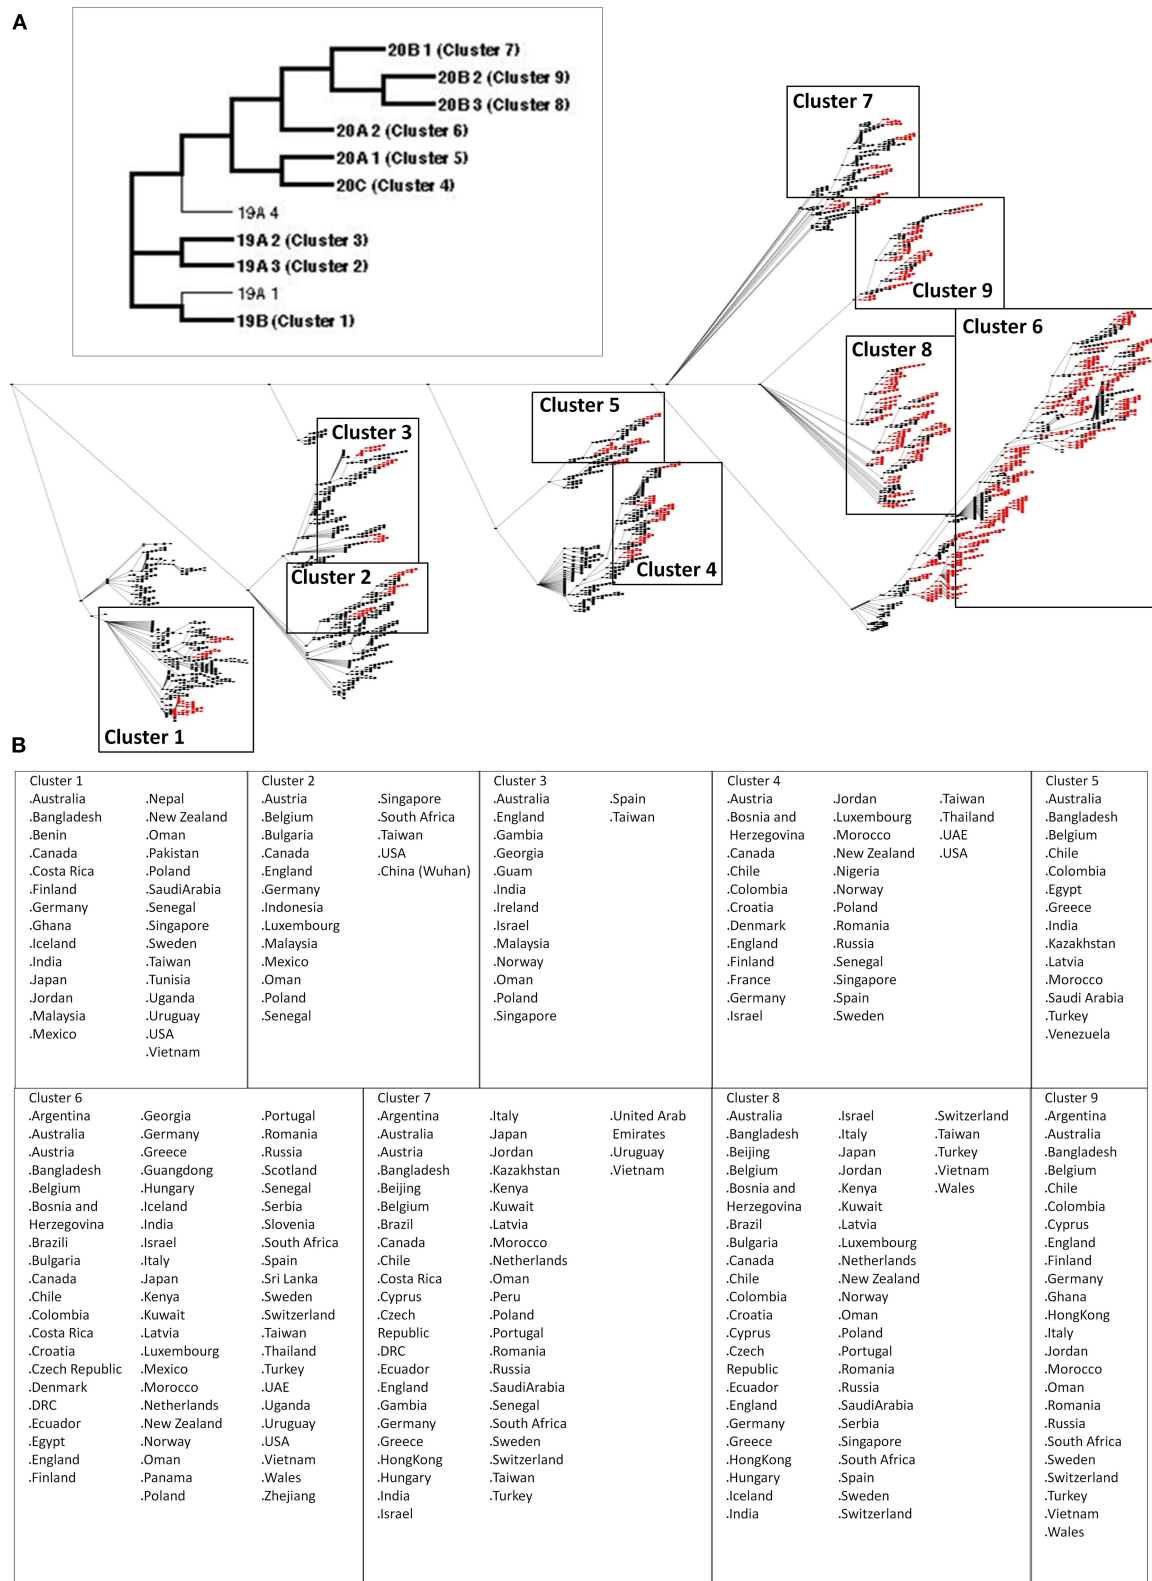 A
20B 1 (Cluster 7)
20B 2 (Cluster 9)
20B 3 (Cluster 8)
20A 2 (Cluster 6)
20A 1 (Cluster 5)
20C (Cluster 4)
19A 4
19A 2 (Cluster 3)
19A 3 (Cluster 2)
19A 1
19B (Cluster 1)
Cluster 7
Cluster 9
Cluster 6
Cluster 8
Cluster 5
Cluster 3
Cluster 4
Cluster 2
Cluster 1
B
Cluster 1
.Australia
.Bangladesh
.Benin
.Canada
.Costa Rica
.Finland
.Germany
.Ghana
.Iceland
.India
.Japan
.Jordan
.Malaysia
.Mexico
.Nepal
.New Zealand
.Oman
.Pakistan
.Poland
.SaudiArabia
.Senegal
.Singapore
.Sweden
.Taiwan
.Tunisia
.Uganda
.Uruguay
.USA
.Vietnam
Cluster 2
.Austria
.Belgium
.Bulgaria
.Canada
.England
.Germany
.Indonesia
.Luxembourg
.Malaysia
.Mexico
.Oman
.Poland
.Senegal
.Singapore
.South Africa
.Taiwan
.USA
.China (Wuhan)
Cluster 3
.Australia
.England
.Gambia
.Georgia
.Guam
.India
.Ireland
.Israel
.Malaysia
.Norway
.Oman
.Poland
.Singapore
.Spain
.Taiwan
Cluster 4
.Austria
.Bosnia and
Herzegovina
.Canada
.Chile
.Colombia
.Croatia
.Denmark
.England
.Finland
.France
.Germany
.Israel
.Jordan
.Luxembourg
.Morocco
.New Zealand
.Nigeria
.Norway
.Poland
.Romania
.Russia
.Senegal
.Singapore
.Spain
.Sweden
.Taiwan
.Thailand
.UAE
.USA
Cluster 5
.Australia
.Bangladesh
.Belgium
.Chile
.Colombia
.Egypt
.Greece
.India
.Kazakhstan
.Latvia
.Morocco
.Saudi Arabia
.Turkey
.Venezuela
Cluster 6
.Argentina
.Australia
.Austria
.Bangladesh
.Belgium
.Bosnia and
Herzegovina
.Brazili
.Bulgaria
.Canada
.Chile
.Colombia
.Costa Rica
.Croatia
.Czech Republic
.Denmark
.DRC
.Ecuador
.Egypt
.England
.Finland
.Georgia
.Germany
.Greece
.Guangdong
.Hungary
.Iceland
.India
.Israel
.Italy
.Japan
.Kenya
.Kuwait
.Latvia
.Luxembourg
.Mexico
.Morocco
.Netherlands
.New Zealand
.Norway
.Oman
.Panama
.Poland
.Portugal
.Romania
.Russia
.Scotland
.Senegal
.Serbia
.Slovenia
.South Africa
.Spain
.Sri Lanka
.Sweden
.Switzerland
.Taiwan
.Thailand
.Turkey
.UAE
.Uganda
.Uruguay
.USA
.Vietnam
.Wales
.Zhejiang
Cluster 7
.Argentina
.Australia
.Austria
.Bangladesh
.Beijing
.Belgium
.Brazil
.Canada
.Chile
.Costa Rica
.Cyprus
.Czech
Republic
.DRC
.Ecuador
.England
.Gambia
.Germany
.Greece
.HongKong
.Hungary
.India
.Israel
.Italy
.Japan
.Jordan
.Kazakhstan
.Kenya
.Kuwait
.Latvia
.Morocco
.Netherlands
.Oman
.Peru
.Poland
.Portugal
.Romania
.Russia
.SaudiArabia
.Senegal
.South Africa
.Sweden
.Switzerland
.Taiwan
.Turkey
.United Arab
Emirates
.Uruguay
.Vietnam
Cluster 8
.Australia
.Bangladesh
.Beijing
.Belgium
.Bosnia and
Herzegovina
.Brazil
.Bulgaria
.Canada
.Chile
.Colombia
.Croatia
.Cyprus
.Czech
Republic
.Ecuador
.England
.Germany
.Greece
.HongKong
.Hungary
.Iceland
.India
.Israel
.Italy
.Japan
.Jordan
.Kenya
.Kuwait
.Latvia
.Luxembourg
.Netherlands
.New Zealand
.Norway
.Oman
.Poland
.Portugal
.Romania
.Russia
.SaudiArabia
.Serbia
.Singapore
.South Africa
.Spain
.Sweden
.Switzerland
.Switzerland
.Taiwan
.Turkey
.Vietnam
.Wales
Cluster 9
.Argentina
.Australia
.Bangladesh
.Belgium
.Chile
.Colombia
.Cyprus
.England
.Finland
.Germany
.Ghana
.HongKong
.Italy
.Jordan
.Morocco
.Oman
.Romania
.Russia
.South Africa
.Sweden
.Switzerland
.Turkey
.Vietnam
.Wales